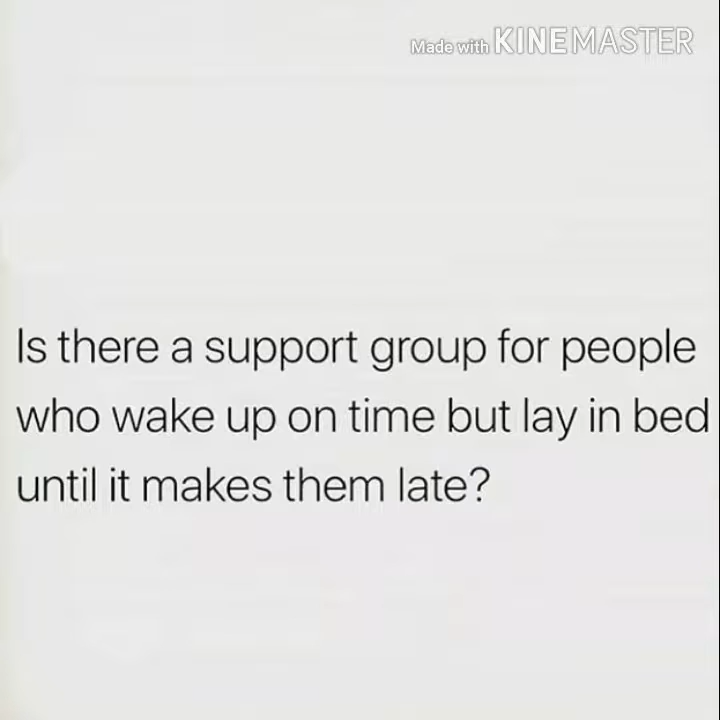 Made with KINEMASTER
Is there a support group for people
who wake up on time but lay in bed
until it makes them late?